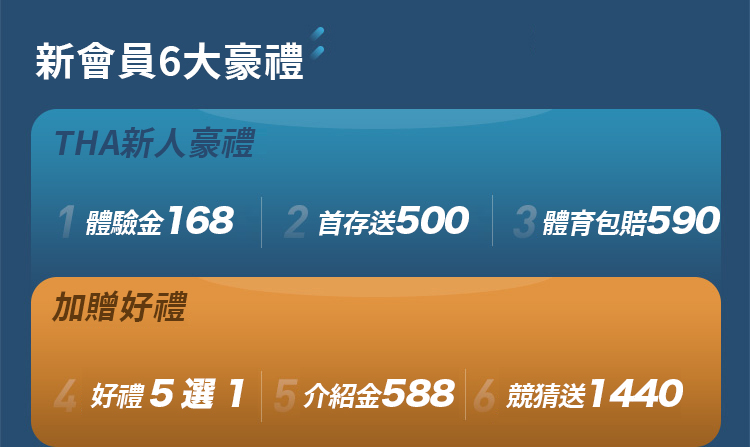 新會員6大豪禮
THA新人豪禮
1 體驗金168 2 首存送500 3 體育包賠590
加贈好禮
4 好禮 5 選 1 5 介紹金588 6 競猜送1440